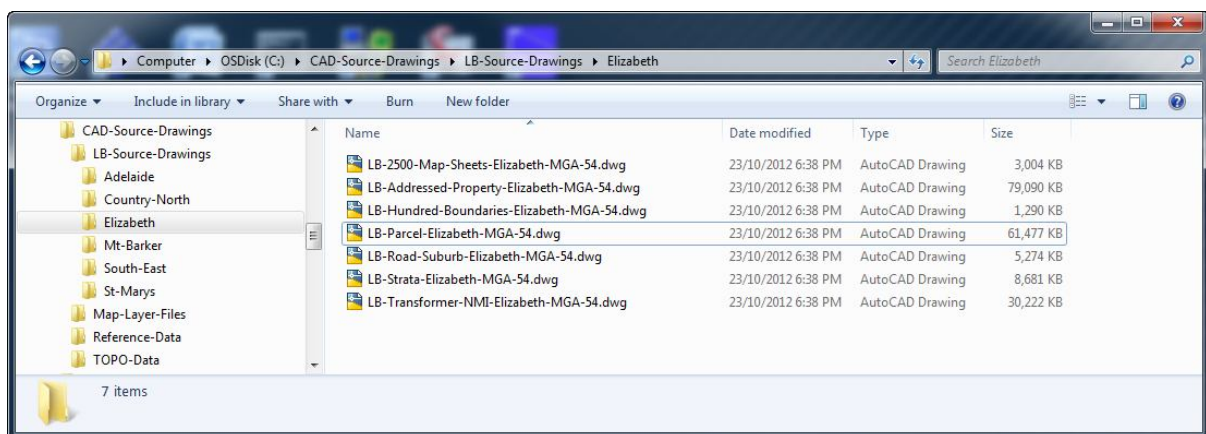 Computer OSDisk (C:) CAD-Source-Drawings LB-Source-Drawings Elizabeth Search Elizabeth
Organize Include in library Share with Burn New folder
CAD-Source-Drawings
LB-Source-Drawings
Adelaide
Country-North
Elizabeth
Mt-Barker
South-East
St-Marys
Map-Layer-Files
Reference-Data
TOPO-Data
Name Date modified Type Size
LB-2500-Map-Sheets-Elizabeth-MGA-54.dwg 23/10/2012 6:38 PM AutoCAD Drawing 3,004 KB
LB-Addressed-Property-Elizabeth-MGA-54.dwg 23/10/2012 6:38 PM AutoCAD Drawing 79,090 KB
LB-Hundred-Boundaries-Elizabeth-MGA-54.dwg 23/10/2012 6:38 PM AutoCAD Drawing 1,290 KB
LB-Parcel-Elizabeth-MGA-54.dwg 23/10/2012 6:38 PM AutoCAD Drawing 61,477 KB
LB-Road-Suburb-Elizabeth-MGA-54.dwg 23/10/2012 6:38 PM AutoCAD Drawing 5,274 KB
LB-Strata-Elizabeth-MGA-54.dwg 23/10/2012 6:38 PM AutoCAD Drawing 8,681 KB
LB-Transformer-NMI-Elizabeth-MGA-54.dwg 23/10/2012 6:38 PM AutoCAD Drawing 30,222 KB
7 items